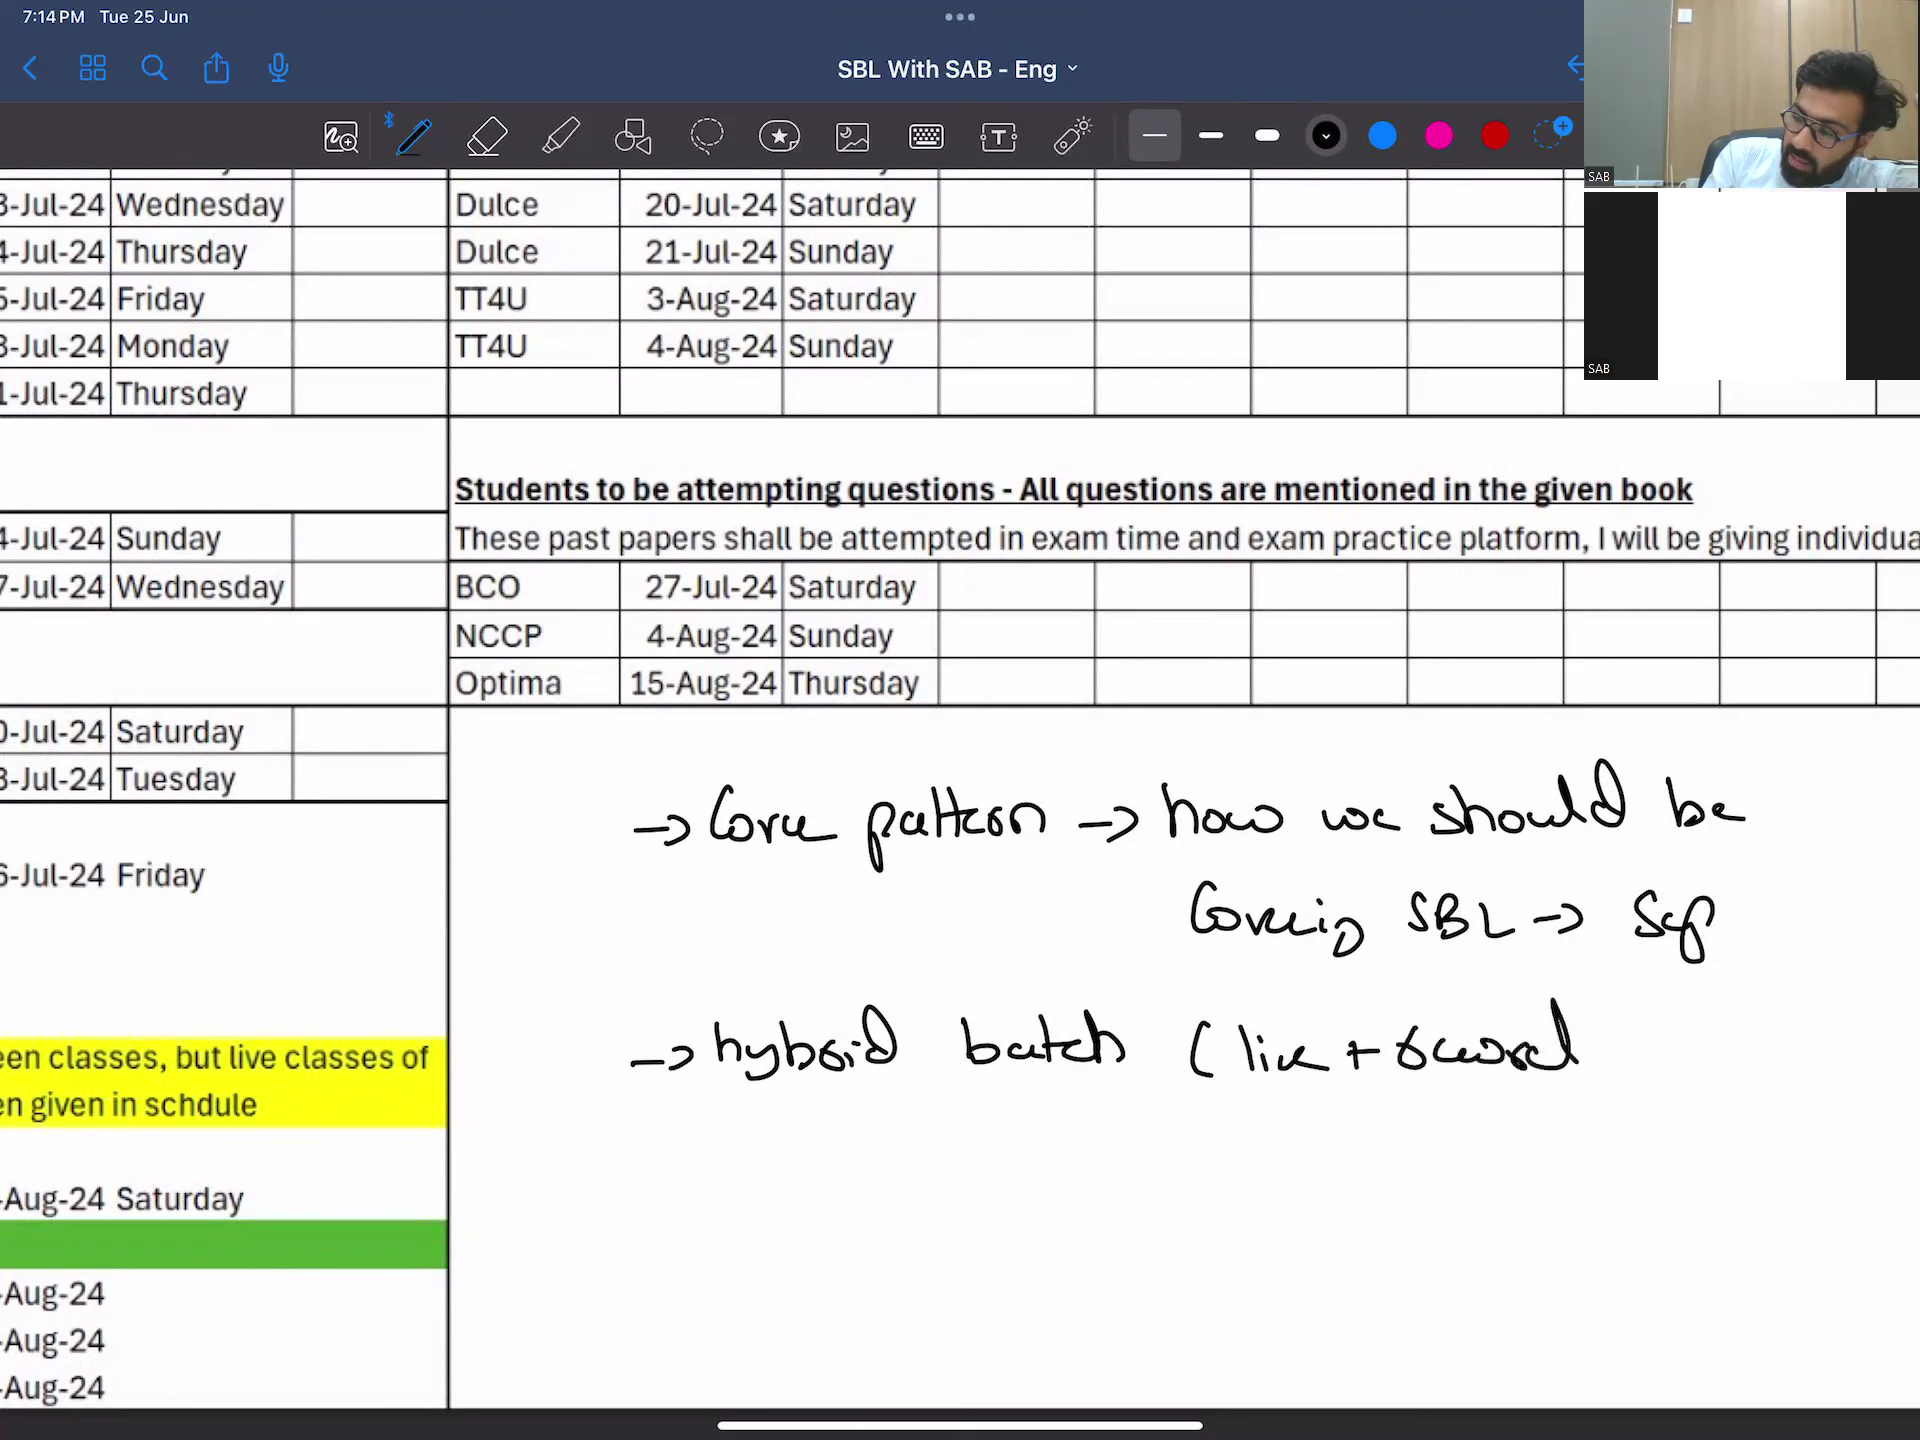 7:14 PM Tue 25 Jun
SBL With SAB - Eng
SAB
SAB
3-Jul-24 Wednesday Dulce 20-Jul-24 Saturday
4-Jul-24 Thursday Dulce 21-Jul-24 Sunday
5-Jul-24 Friday TT4U 3-Aug-24 Saturday
8-Jul-24 Monday TT4U 4-Aug-24 Sunday
1-Jul-24 Thursday
Students to be attempting questions - All questions are mentioned in the given book
4-Jul-24 Sunday These past papers shall be attempted in exam time and exam practice platform, I will be giving individua
7-Jul-24 Wednesday BCO 27-Jul-24 Saturday
NCCP 4-Aug-24 Sunday
Optima 15-Aug-24 Thursday
0-Jul-24 Saturday
3-Jul-24 Tuesday
→ Core pattern → how we should be
6-Jul-24 Friday
SBL →
→ hybrid batch ( live +
een classes, but live classes of
en given in schdule
-Aug-24 Saturday
-Aug-24
-Aug-24
-Aug-24